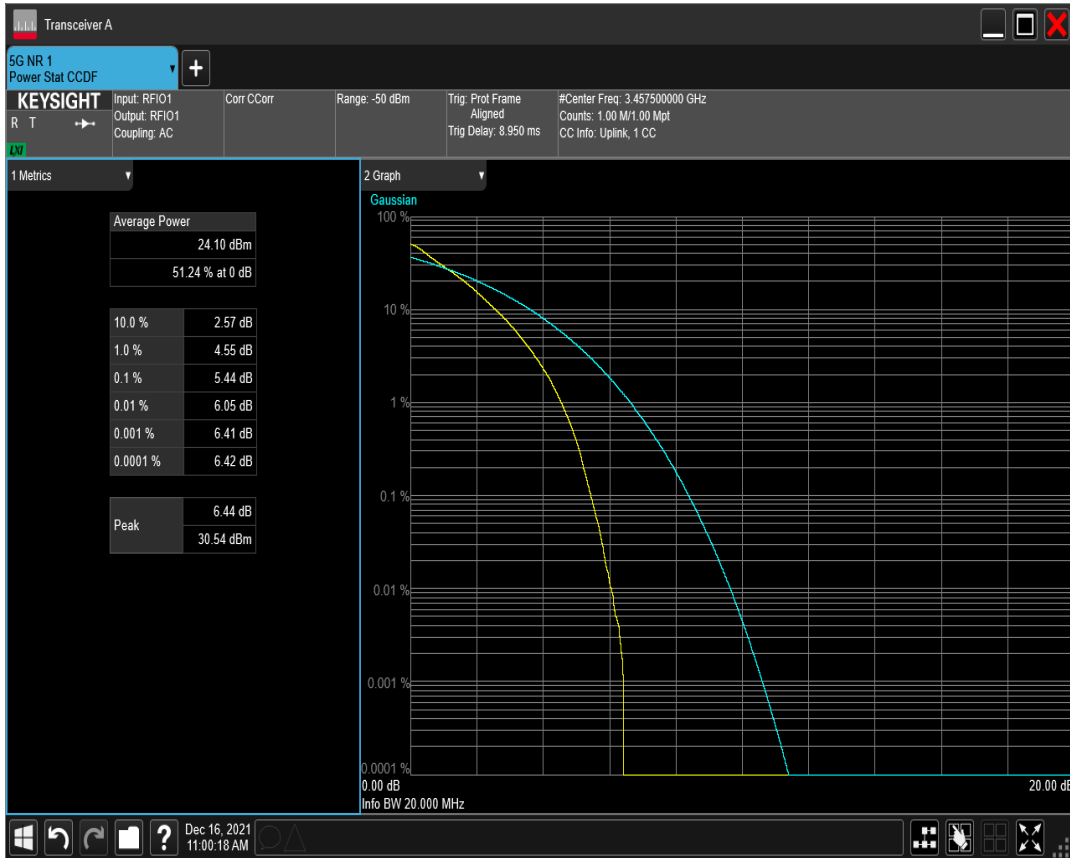 Transceiver A
5G NR 1
Power Stat CCDF
KEYSIGHT
R T
LXI
Input: RFIO1
Output: RFIO1
Coupling: AC
Corr CCorr
Range: -50 dBm
Trig: Prot Frame
Aligned
Trig Delay: 8.950 ms
#Center Freq: 3.457500000 GHz
Counts: 1.00 M/1.00 Mpt
CC Info: Uplink, 1 CC
1 Metrics
Average Power
24.10 dBm
51.24 % at 0 dB
10.0 % 2.57 dB
1.0 % 4.55 dB
0.1 % 5.44 dB
0.01 % 6.05 dB
0.001 % 6.41 dB
0.0001 % 6.42 dB
Peak 6.44 dB
30.54 dBm
2 Graph
Gaussian
100 %
10 %
1 %
0.1 %
0.01 %
0.001 %
0.0001 %
0.00 dB 20.00 dB
Info BW 20.000 MHz
? Dec 16, 2021
11:00:18 AM